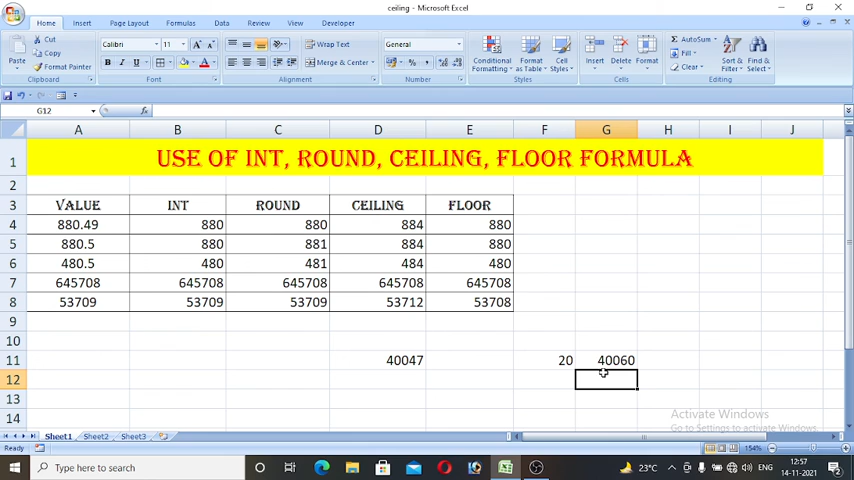 ceiling - Microsoft Excel
Home Insert Page Layout Formulas Data Review View Developer
Paste Cut Copy Format Painter Calibri 11 Wrap Text Merge & Center General Conditional Formatting Format as Table Cell Styles Insert Delete Format AutoSum Fill Clear Sort & Filter Find & Select
Clipboard Font Alignment Number Styles Cells Editing
G12 fx
A B C D E F G H I J
1 USE OF INT, ROUND, CEILING, FLOOR FORMULA
2
3 VALUE INT ROUND CEILING FLOOR
4 880.49 880 880 884 880
5 880.5 880 881 884 880
6 480.5 480 481 484 480
7 645708 645708 645708 645708 645708
8 53709 53709 53709 53712 53708
9
10
11 40047 20 40060
12
13
14
Activate Windows
Go to Settings to activate Windows.
Sheet1 Sheet2 Sheet3
Ready 154%
Type here to search 23°C ENG 12:57 14-11-2021 2